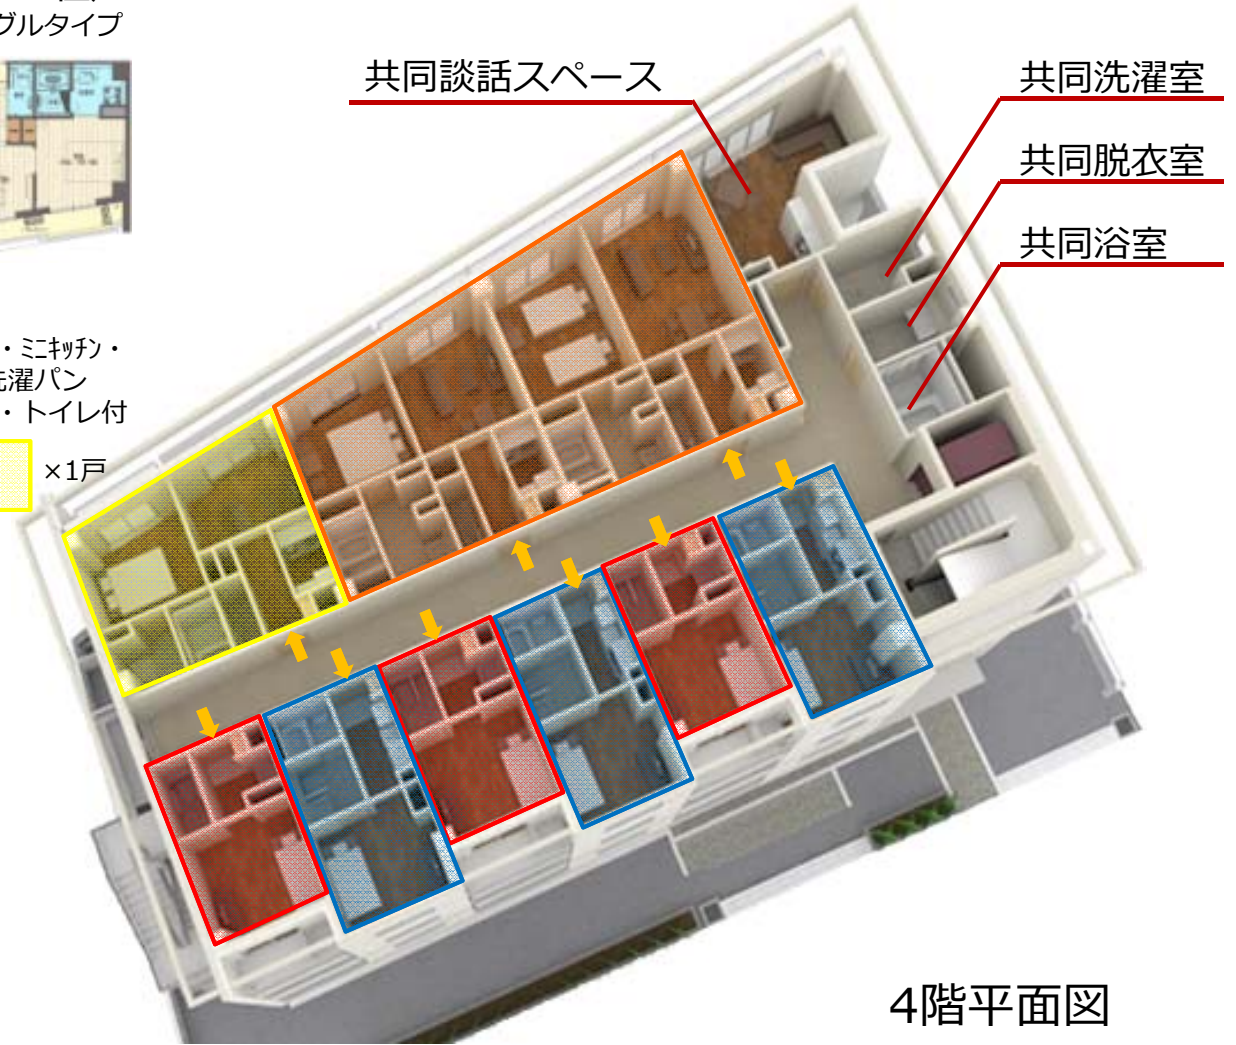 グルタイプ
共同談話スペース
共同洗濯室
共同脱衣室
共同浴室
・ミニキッチン・
洗濯パン
・トイレ付
×1戸
4階平面図